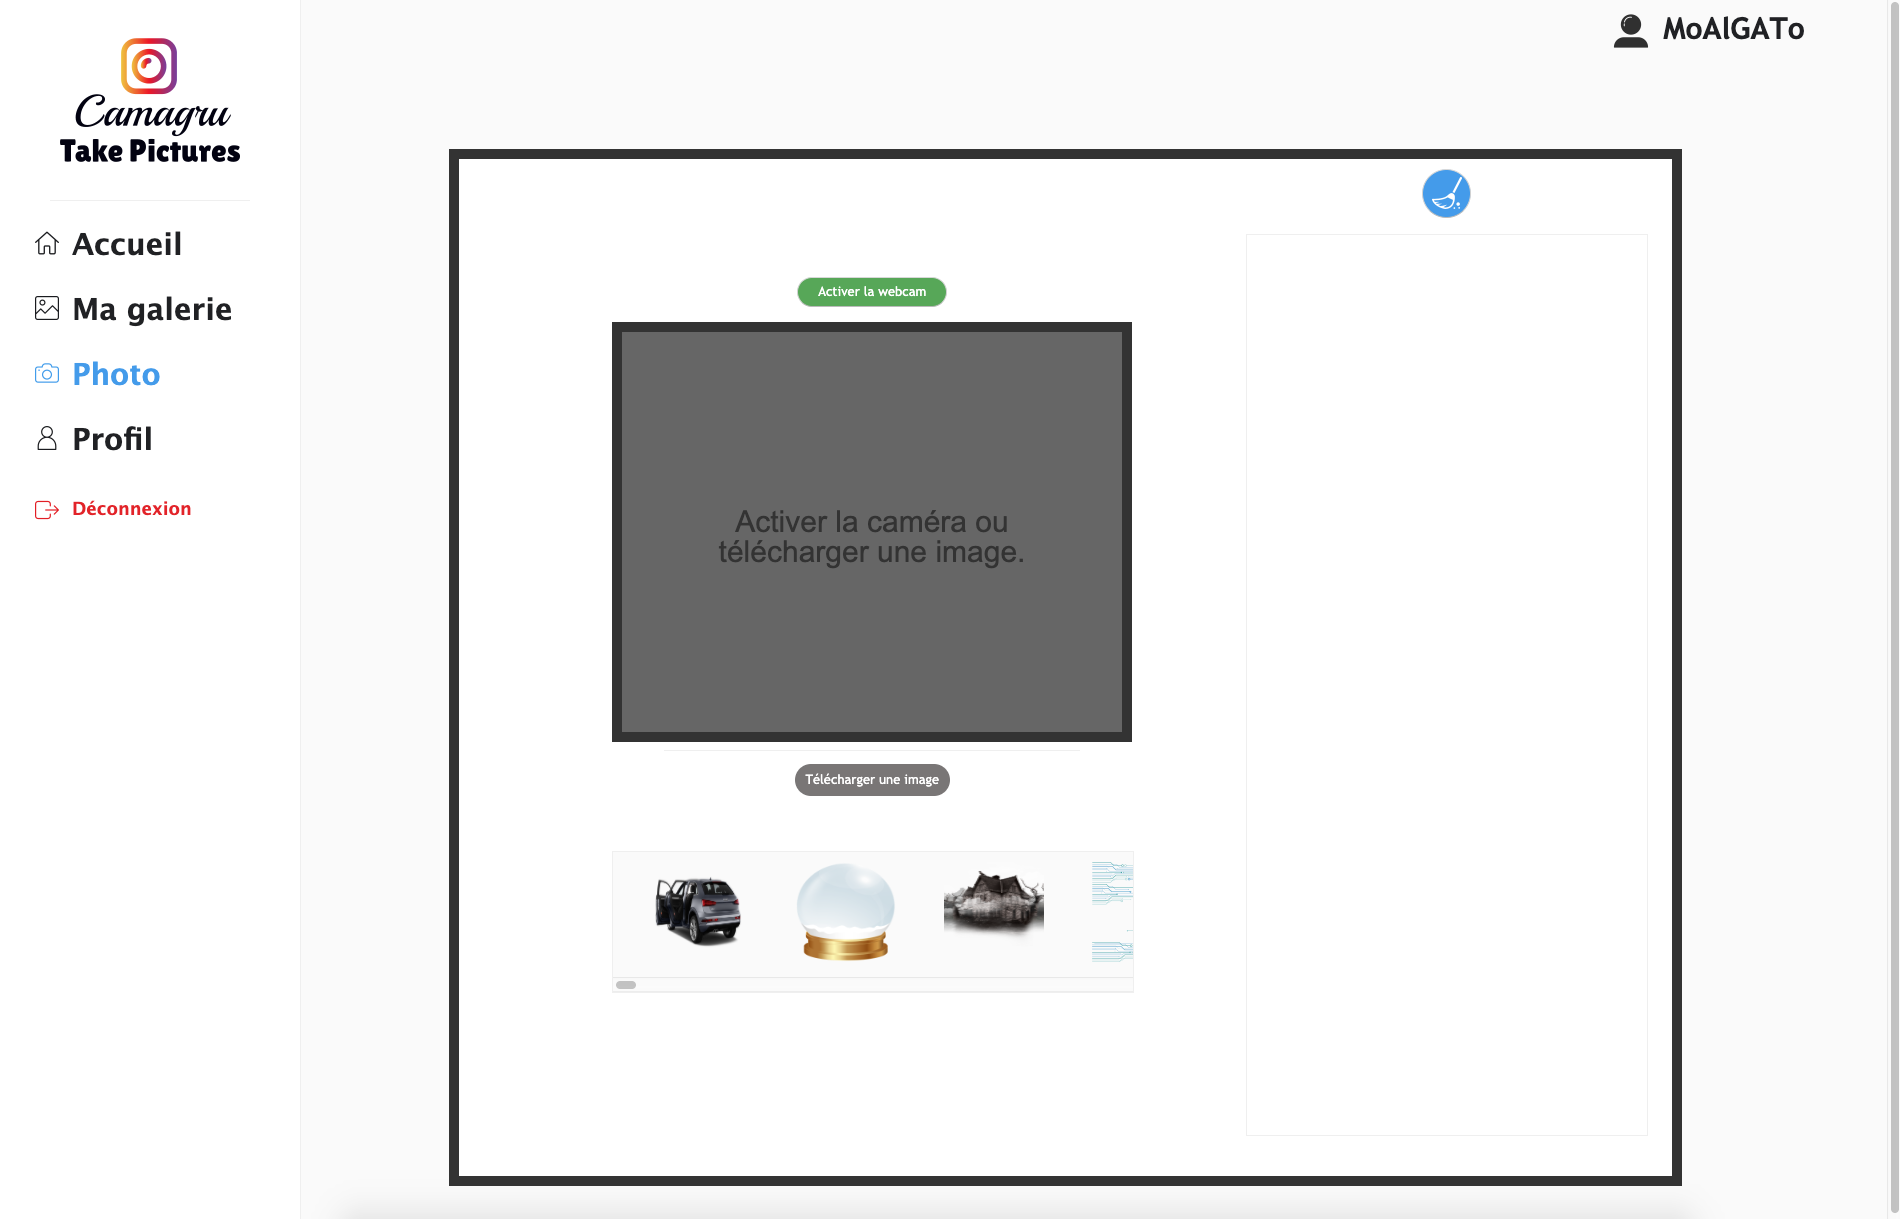 Camagru
Take Pictures
Accueil
Ma galerie
Photo
Profil
Déconnexion
MoAlGATo
Activer la webcam
Activer la caméra ou
télécharger une image.
Télécharger une image